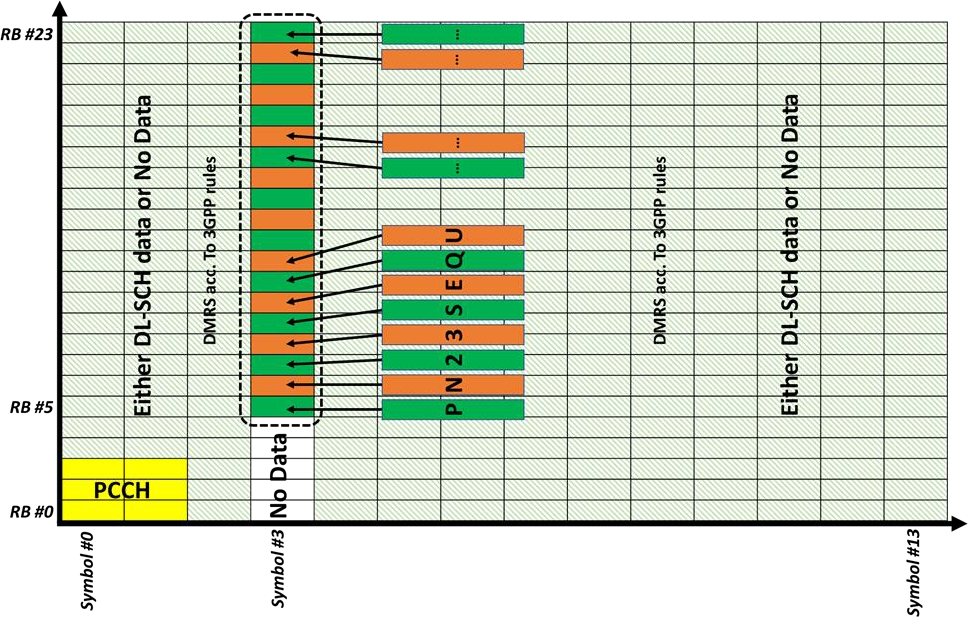 RB #23
...
...
...
...
Either DL-SCH data or No Data
DMRS acc. To 3GPP rules
DMRS acc. To 3GPP rules
Either DL-SCH data or No Data
U
Q
E
S
3
2
N
P
RB #5
No Data
PCCH
RB #0
Symbol #0
Symbol #3
Symbol #13